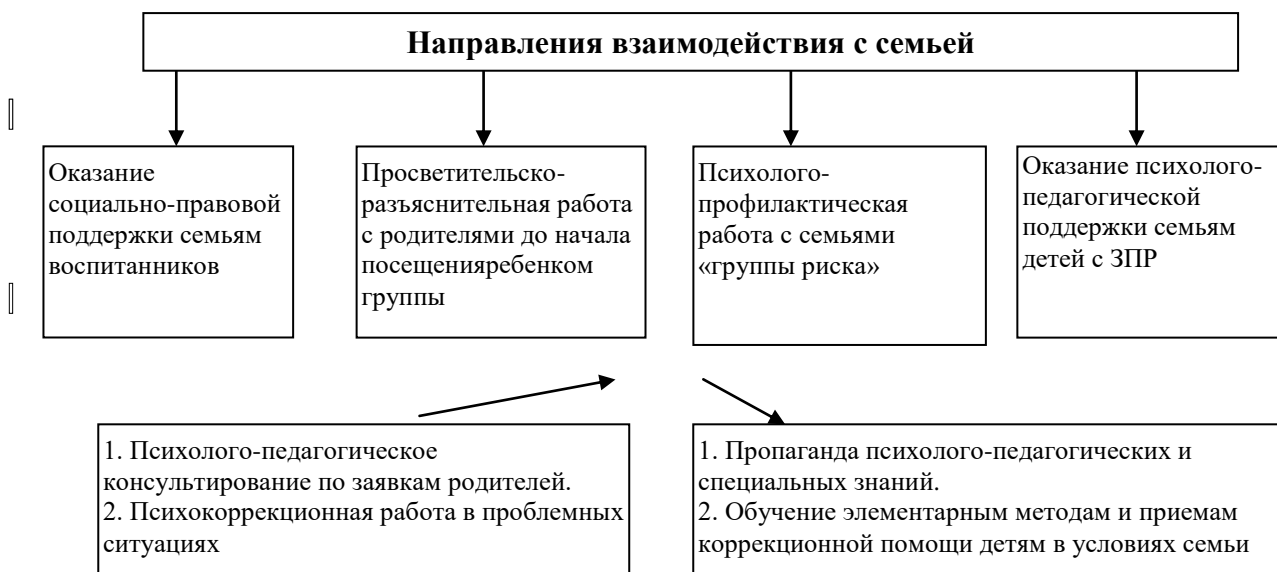 Направления взаимодействия с семьей
Оказание
социально-правовой
поддержки семьям
воспитанников
Просветительско-
разъяснительная работа
с родителями до начала
посещенияребенком
группы
Психолого-
профилактическая
работа с семьями
«группы риска»
Оказание психолого-
педагогической
поддержки семьям
детей с ЗПР
1. Психолого-педагогическое
консультирование по заявкам родителей.
2. Психокоррекционная работа в проблемных
ситуациях
1. Пропаганда психолого-педагогических и
специальных знаний.
2. Обучение элементарным методам и приемам
коррекционной помощи детям в условиях семьи